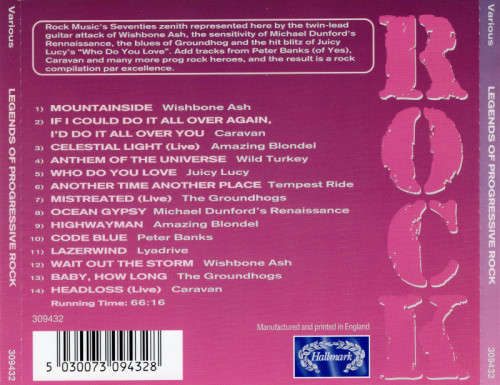 Various
LEGENDS OF PROGRESSIVE ROCK
309432
Rock Music's Seventies zenith represented here by the twin-lead
guitar attack of Wishbone Ash, the sensitivity of Michael Dunford's
Rennaissance, the blues of Groundhog and the hit blitz of Juicy
Lucy's "Who Do You Love". Add tracks from Peter Banks (of Yes),
Caravan and many more prog rock heroes, and the result is a rock
compilation par excellence.
1) MOUNTAINSIDE Wishbone Ash
2) IF I COULD DO IT ALL OVER AGAIN,
I'D DO IT ALL OVER YOU Caravan
3) CELESTIAL LIGHT (Live) Amazing Blondel
4) ANTHEM OF THE UNIVERSE Wild Turkey
5) WHO DO YOU LOVE Juicy Lucy
6) ANOTHER TIME ANOTHER PLACE Tempest Ride
7) MISTREATED (Live) The Groundhogs
8) OCEAN GYPSY Michael Dunford's Renaissance
9) HIGHWAYMAN Amazing Blondel
10) CODE BLUE Peter Banks
11) LAZERWIND Lyadrive
12) WAIT OUT THE STORM Wishbone Ash
13) BABY, HOW LONG The Groundhogs
14) HEADLOSS (Live) Caravan
Running Time: 66:16
309432
5 030073 094328
Manufactured and printed in England
Hallmark
ROCK
Various
LEGENDS OF PROGRESSIVE ROCK
309432